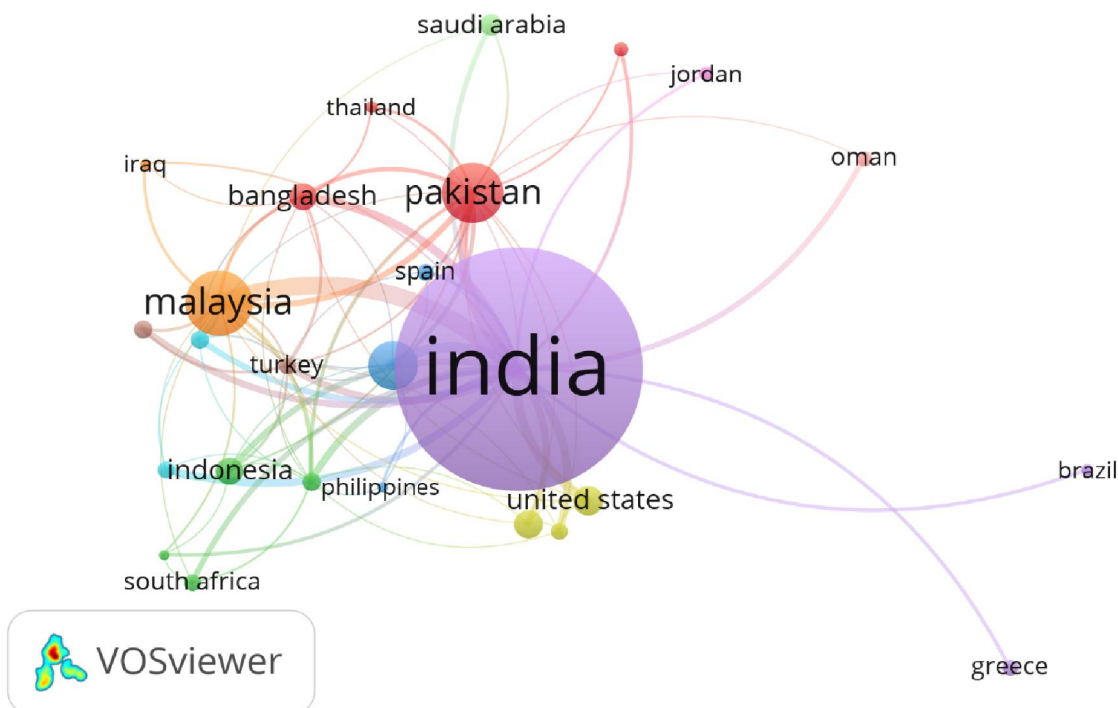 saudi arabia
jordan
thailand
oman
iraq
bangladesh
pakistan
spain
malaysia
turkey
india
indonesia
brazil
philippines
united states
south africa
VOSviewer
greece